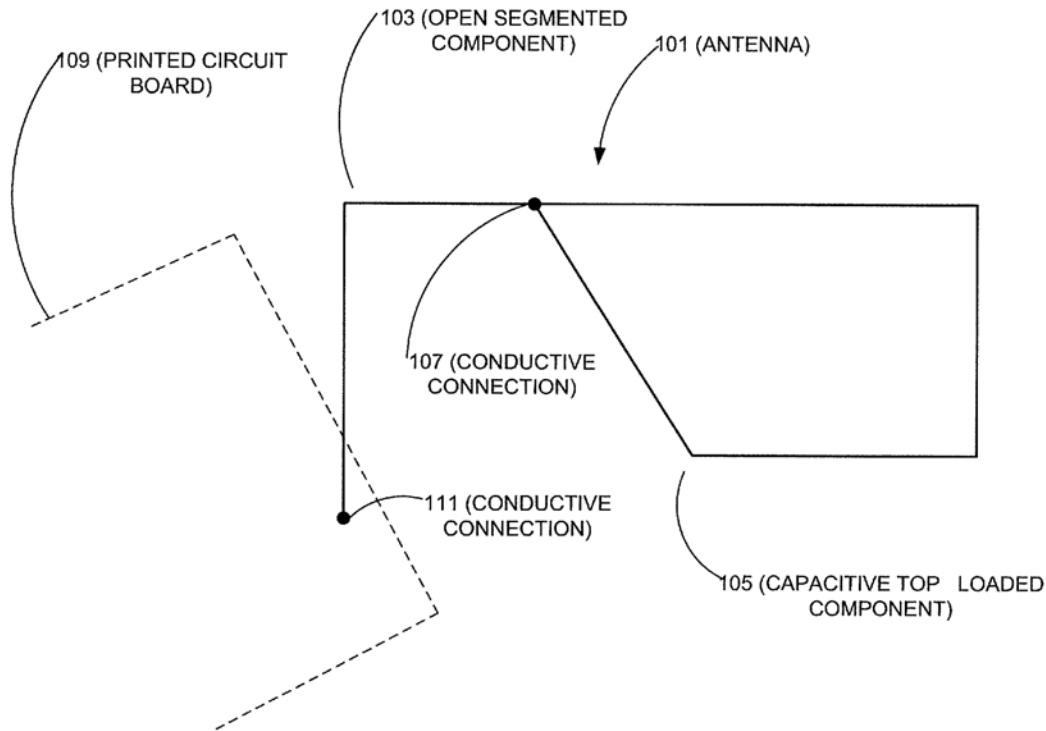 103 (OPEN SEGMENTED
COMPONENT)
101 (ANTENNA)
109 (PRINTED CIRCUIT
BOARD)
107 (CONDUCTIVE
CONNECTION)
111 (CONDUCTIVE
CONNECTION)
105 (CAPACITIVE TOP LOADED
COMPONENT)